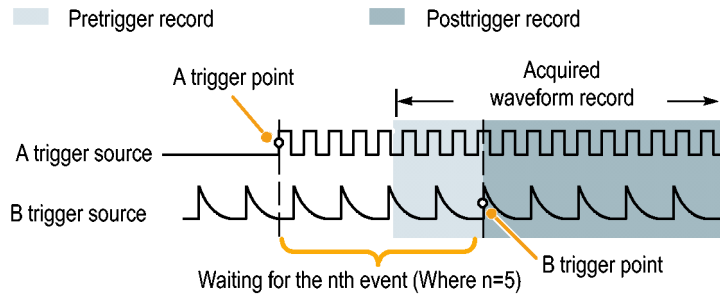 Pretrigger record
Posttrigger record
A trigger point
Acquired
waveform record
A trigger source
B trigger source
B trigger point
Waiting for the nth event (Where n=5)